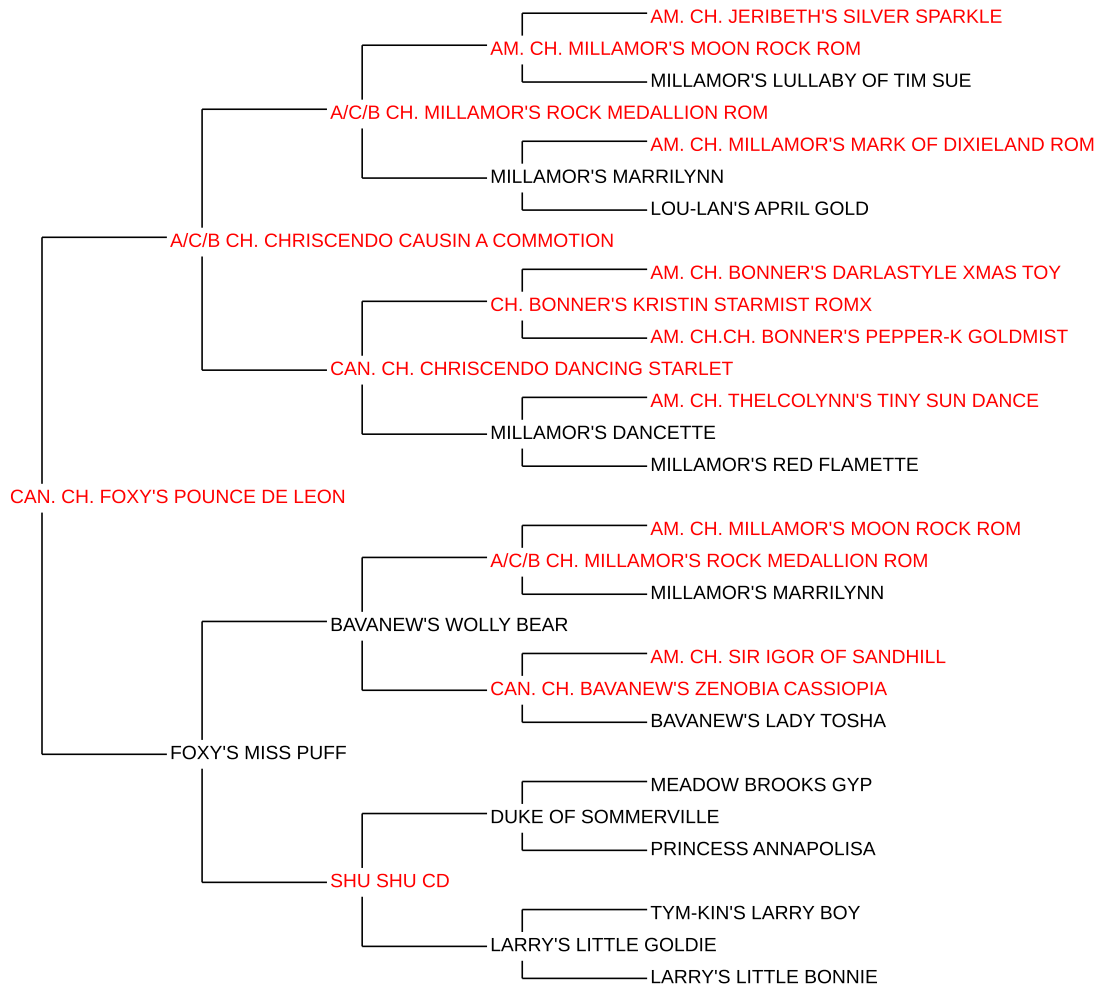 AM. CH. JERIBETH'S SILVER SPARKLE
AM. CH. MILLAMOR'S MOON ROCK ROM
MILLAMOR'S LULLABY OF TIM SUE
A/C/B CH. MILLAMOR'S ROCK MEDALLION ROM
AM. CH. MILLAMOR'S MARK OF DIXIELAND ROM
MILLAMOR'S MARRILYNN
LOU-LAN'S APRIL GOLD
A/C/B CH. CHRISCENDO CAUSIN A COMMOTION
AM. CH. BONNER'S DARLASTYLE XMAS TOY
CH. BONNER'S KRISTIN STARMIST ROMX
AM. CH.CH. BONNER'S PEPPER-K GOLDMIST
CAN. CH. CHRISCENDO DANCING STARLET
AM. CH. THELCOLYNN'S TINY SUN DANCE
MILLAMOR'S DANCETTE
MILLAMOR'S RED FLAMETTE
CAN. CH. FOXY'S POUNCE DE LEON
AM. CH. MILLAMOR'S MOON ROCK ROM
A/C/B CH. MILLAMOR'S ROCK MEDALLION ROM
MILLAMOR'S MARRILYNN
BAVANEW'S WOLLY BEAR
AM. CH. SIR IGOR OF SANDHILL
CAN. CH. BAVANEW'S ZENOBIA CASSIOPIA
BAVANEW'S LADY TOSHA
FOXY'S MISS PUFF
MEADOW BROOKS GYP
DUKE OF SOMMERVILLE
PRINCESS ANNAPOLISA
SHU SHU CD
TYM-KIN'S LARRY BOY
LARRY'S LITTLE GOLDIE
LARRY'S LITTLE BONNIE